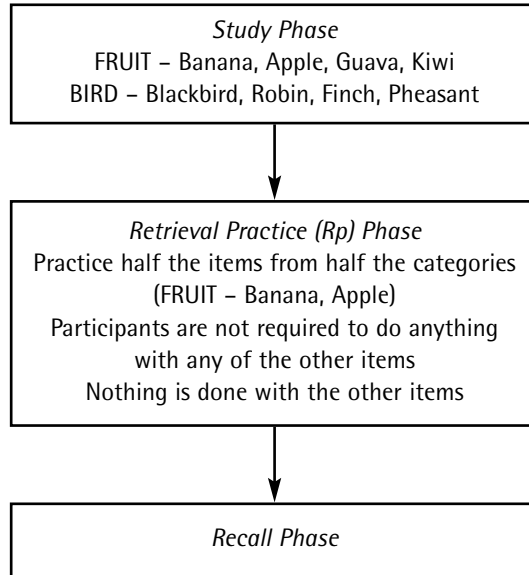 Study Phase
FRUIT – Banana, Apple, Guava, Kiwi
BIRD – Blackbird, Robin, Finch, Pheasant
Retrieval Practice (Rp) Phase
Practice half the items from half the categories
(FRUIT – Banana, Apple)
Participants are not required to do anything
with any of the other items
Nothing is done with the other items
Recall Phase